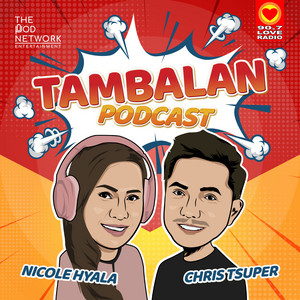 THE
POD
NETWORK
ENTERTAINMENT
90.7
LOVE
RADIO
TAMBALAN
PODCAST
NICOLE HYALA
CHRIS TSUPER